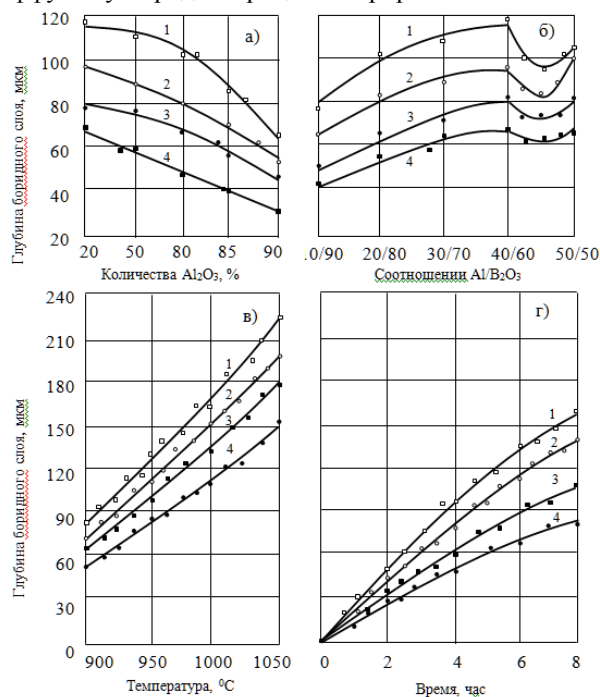 120
100
80
60
40
20
Глубина боридного слоя, мкм
а)
1
2
3
4
20 50 80 85 90
Количества Al₂O₃, %
б)
1
2
3
4
.0/90 20/80 30/70 40/60 50/50
Соотношении Al/B₂O₃
240
210
180
150
120
90
60
30
0
Глубина боридного слоя, мкм
в)
1
2
3
4
900 950 1000 1050
Температура, ⁰С
г)
1
2
3
4
0 2 4 6 8
Время, час